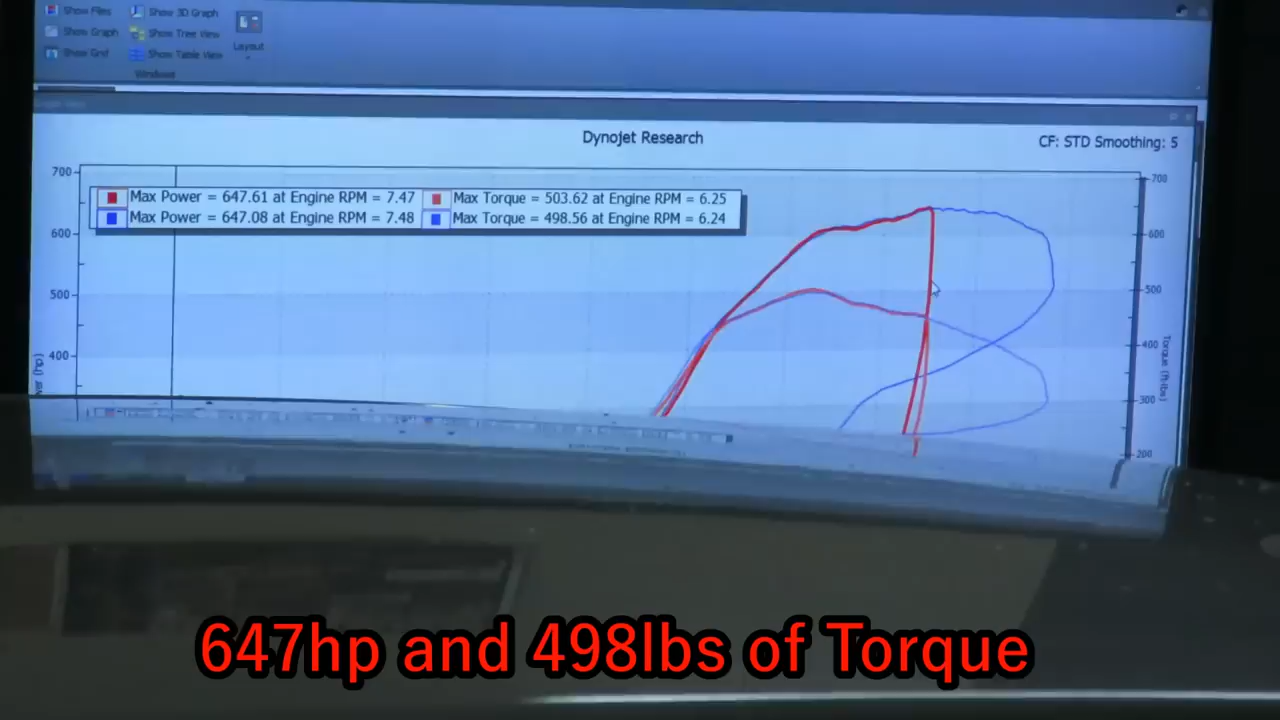 Show Files
Show 3D Graph
Show Graph
Show Tree View
Show Grid
Show Table View
Layout
Windows
Dynojet Research
CF: STD Smoothing: 5
700
700
Max Power = 647.61 at Engine RPM = 7.47
Max Torque = 503.62 at Engine RPM = 6.25
Max Power = 647.08 at Engine RPM = 7.48
Max Torque = 498.56 at Engine RPM = 6.24
600
600
500
500
400
400
Torque (ft-lbs)
300
200
647hp and 498lbs of Torque